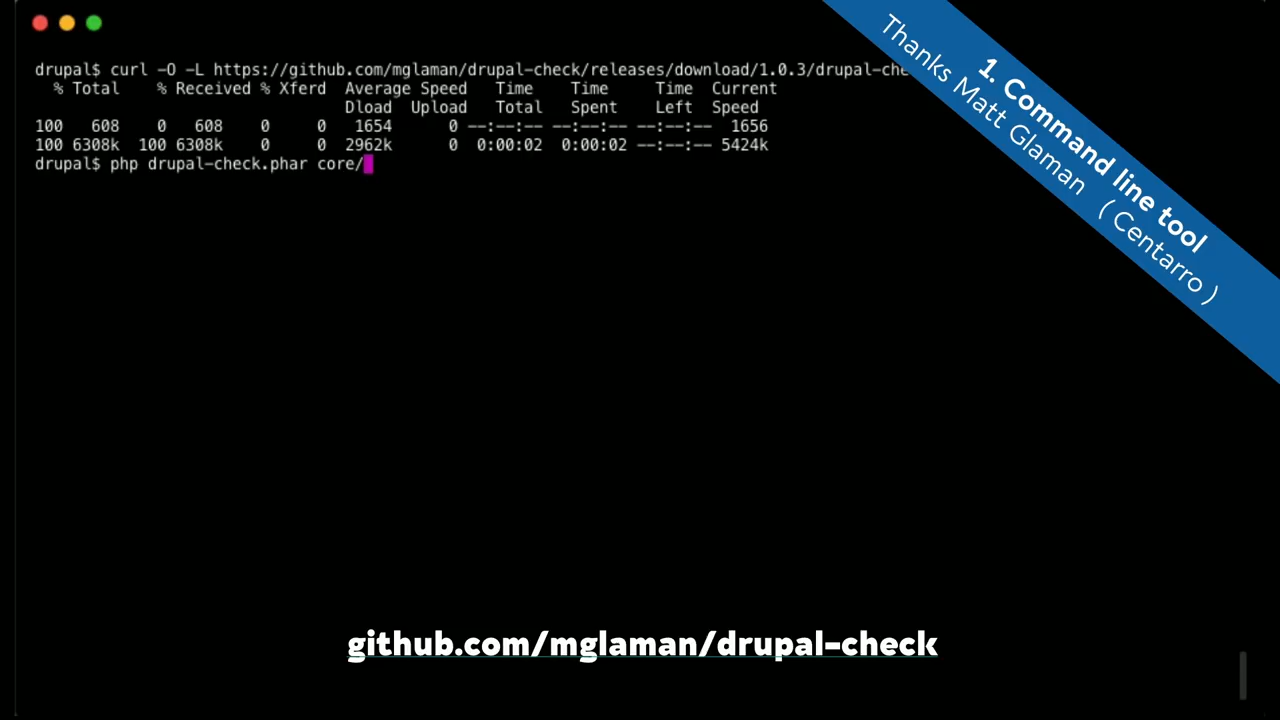 drupal$ curl -O -L https://github.com/mglaman/drupal-check/releases/download/1.0.3/drupal-che
% Total % Received % Xferd Average Speed Time Time Time Current
Dload Upload Total Spent Left Speed
100 608 0 608 0 0 1654 0 --:--:-- --:--:-- --:--:-- 1656
100 6308k 100 6308k 0 0 2962k 0 0:00:02 0:00:02 --:--:-- 5424k
drupal$ php drupal-check.phar core/
1. Command line tool
Thanks Matt Glaman ( Centarro )
github.com/mglaman/drupal-check